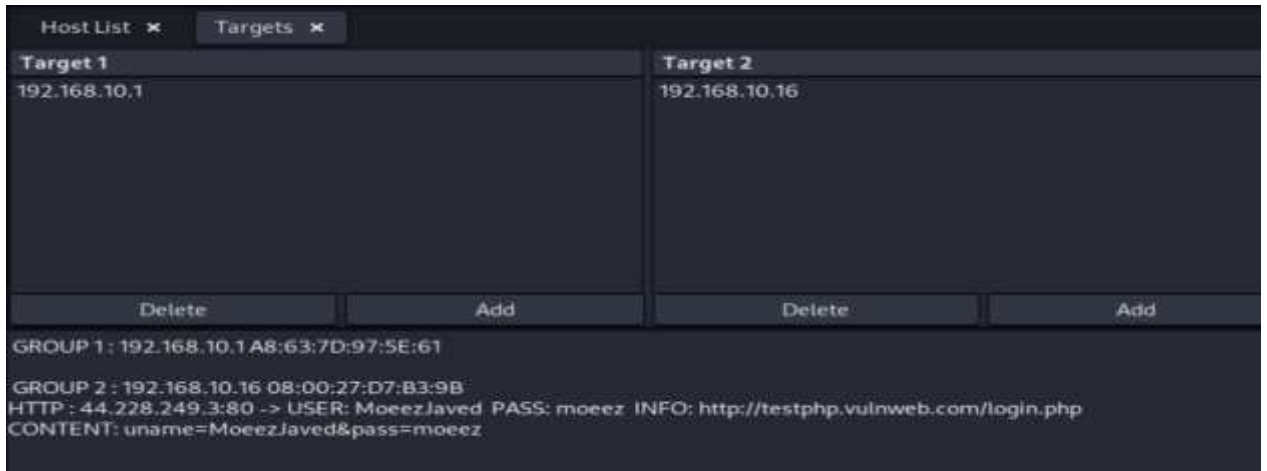 Host List × Targets ×
Target 1 Target 2
192.168.10.1 192.168.10.16
Delete Add Delete Add
GROUP 1 : 192.168.10.1 A8:63:7D:97:5E:61
GROUP 2 : 192.168.10.16 08:00:27:D7:B3:9B
HTTP : 44.228.249.3:80 -> USER: MoeezJaved PASS: moeez INFO: http://testphp.vulnweb.com/login.php
CONTENT: uname=MoeezJaved&pass=moeez